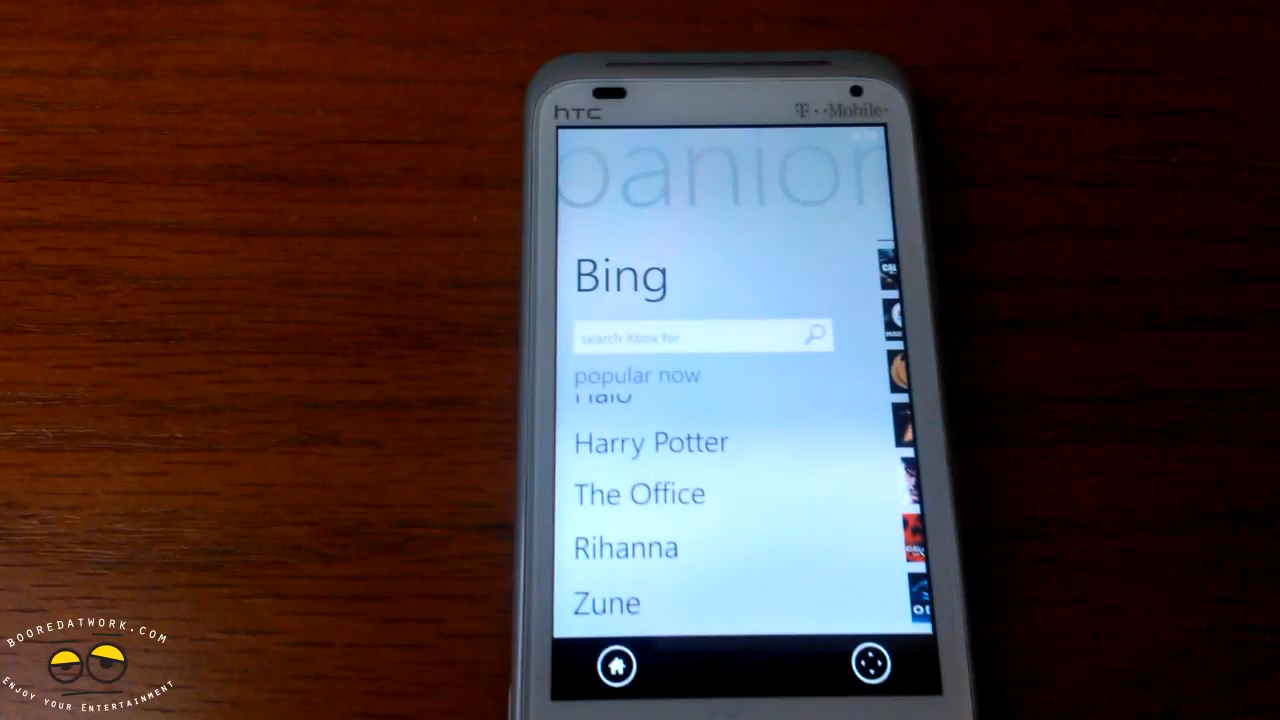 hTC
T··Mobile·
panion
Bing
search Xbox for
popular now
Halo
Harry Potter
The Office
Rihanna
Zune
BOOREDATWORK.COM
ENJOY YOUR ENTERTAINMENT